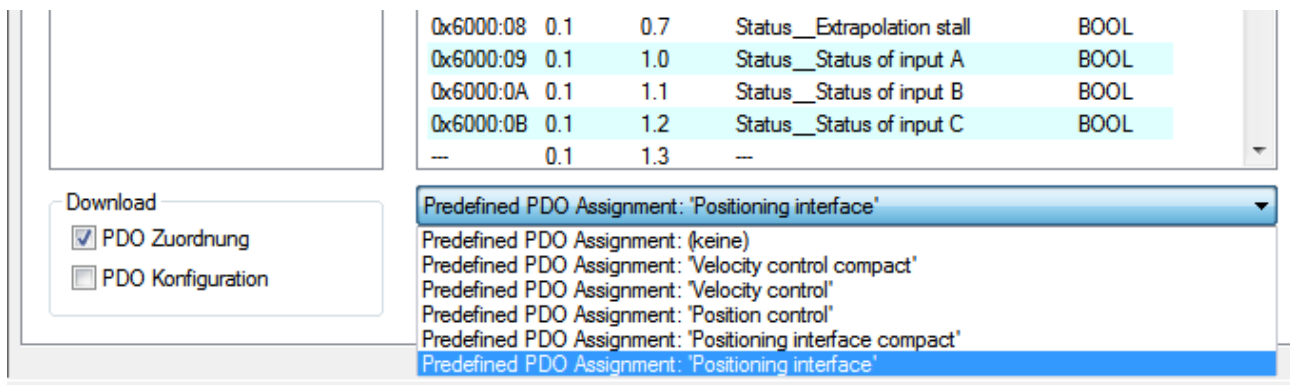 0x6000:08 0.1 0.7 Status__Extrapolation stall BOOL
0x6000:09 0.1 1.0 Status__Status of input A BOOL
0x6000:0A 0.1 1.1 Status__Status of input B BOOL
0x6000:0B 0.1 1.2 Status__Status of input C BOOL
--- 0.1 1.3 ---
Download
PDO Zuordnung
PDO Konfiguration
Predefined PDO Assignment: 'Positioning interface'
Predefined PDO Assignment: (keine)
Predefined PDO Assignment: 'Velocity control compact'
Predefined PDO Assignment: 'Velocity control'
Predefined PDO Assignment: 'Position control'
Predefined PDO Assignment: 'Positioning interface compact'
Predefined PDO Assignment: 'Positioning interface'